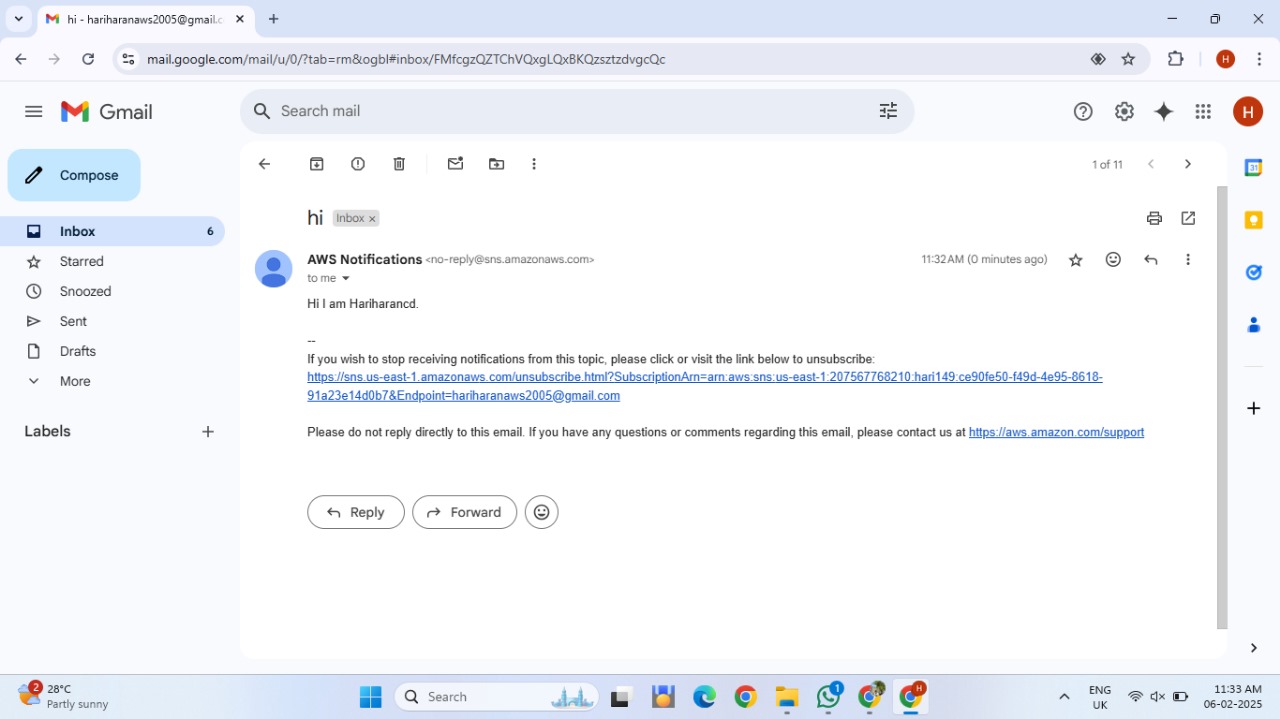 hi - hariharanaws2005@gmail.c
mail.google.com/mail/u/0/?tab=rm&ogbl#inbox/FMfcgzQZTChVQxgLQxBKQzsztzdvgcQc
H
Gmail
Search mail
H
Compose
1 of 11
31
hi
Inbox
Inbox
6
AWS Notifications <no-reply@sns.amazonaws.com>
11:32 AM (0 minutes ago)
to me
Starred
Snoozed
Sent
Drafts
More
Labels
Hi I am Hariharancd.
--
If you wish to stop receiving notifications from this topic, please click or visit the link below to unsubscribe:
https://sns.us-east-1.amazonaws.com/unsubscribe.html?SubscriptionArn=arn:aws:sns:us-east-1:207567768210:hari149:ce90fe50-f49d-4e95-8618-
91a23e14d0b7&Endpoint=hariharanaws2005@gmail.com
Please do not reply directly to this email. If you have any questions or comments regarding this email, please contact us at https://aws.amazon.com/support
Reply
Forward
2
28°C
Partly sunny
Search
1
H
ENG
UK
11:33 AM
06-02-2025